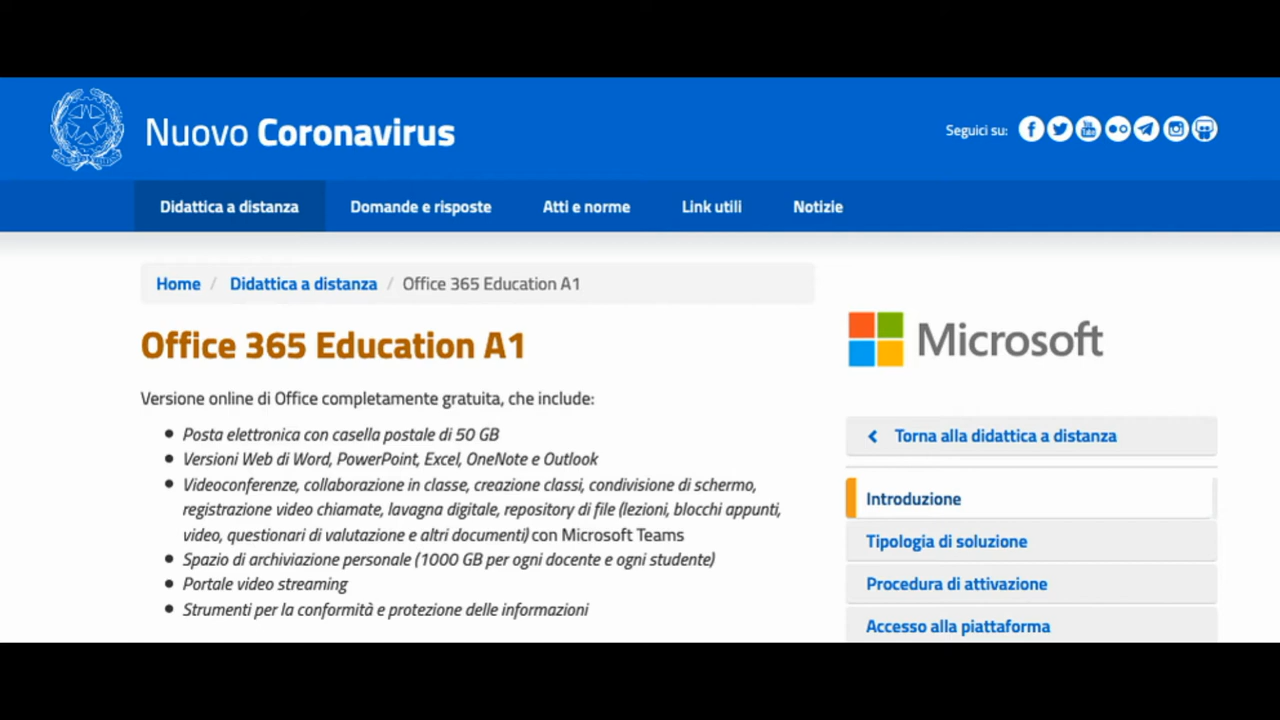 Nuovo Coronavirus
Seguici su:
Didattica a distanza
Domande e risposte
Atti e norme
Link utili
Notizie
Home / Didattica a distanza / Office 365 Education A1
Office 365 Education A1
Versione online di Office completamente gratuita, che include:
Posta elettronica con casella postale di 50 GB
Versioni Web di Word, PowerPoint, Excel, OneNote e Outlook
Videoconferenze, collaborazione in classe, creazione classi, condivisione di schermo,
registrazione video chiamate, lavagna digitale, repository di file (lezioni, blocchi appunti,
video, questionari di valutazione e altri documenti) con Microsoft Teams
Spazio di archiviazione personale (1000 GB per ogni docente e ogni studente)
Portale video streaming
Strumenti per la conformità e protezione delle informazioni
Microsoft
Torna alla didattica a distanza
Introduzione
Tipologia di soluzione
Procedura di attivazione
Accesso alla piattaforma